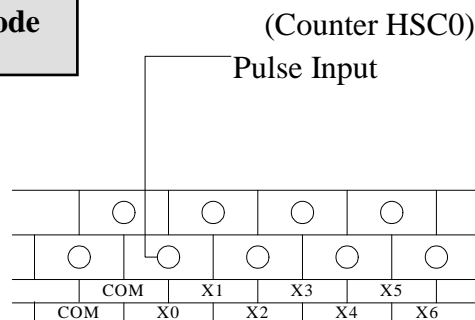 ode
(Counter HSC0)
Pulse Input
COM X1 X3 X5
COM X0 X2 X4 X6